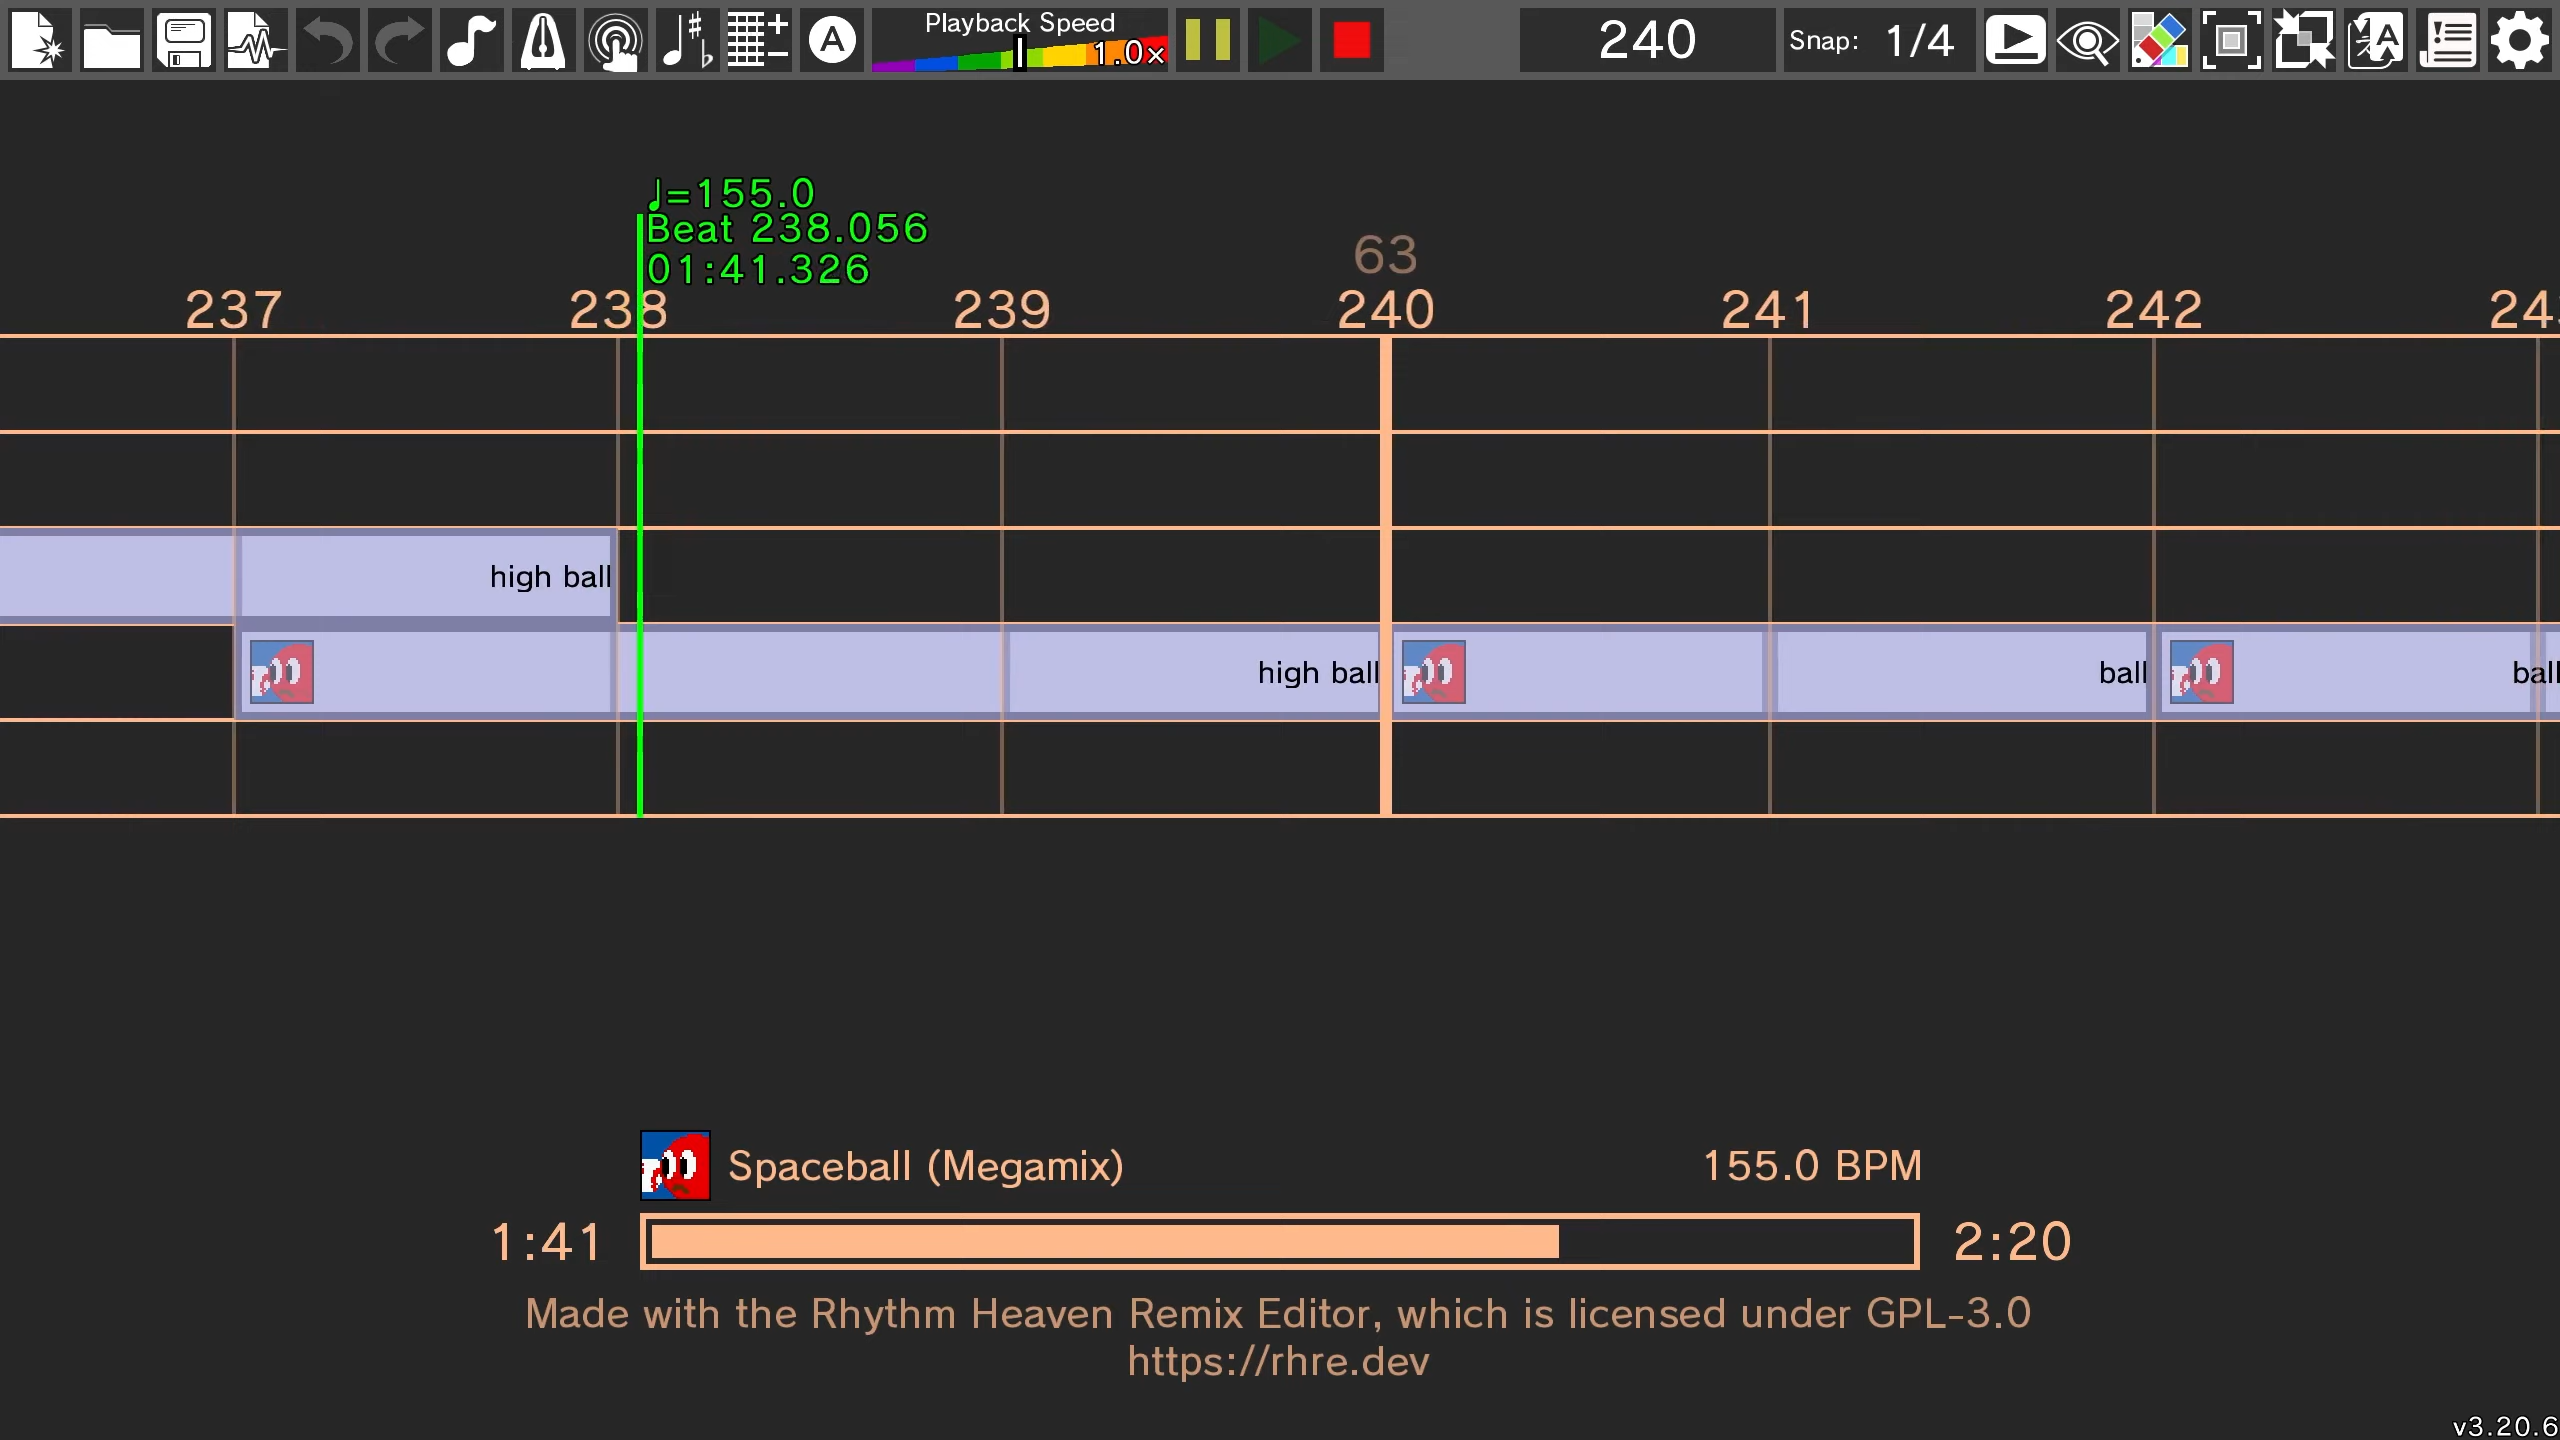 A
Playback Speed
1.0x
240
Snap: 1/4
A
♩=155.0
Beat 238.056
01:41.326
63
237 238 239 240 241 242 243
high ball
high ball
ball
ball
Spaceball (Megamix)
155.0 BPM
1:41
2:20
Made with the Rhythm Heaven Remix Editor, which is licensed under GPL-3.0
https://rhre.dev
v3.20.6